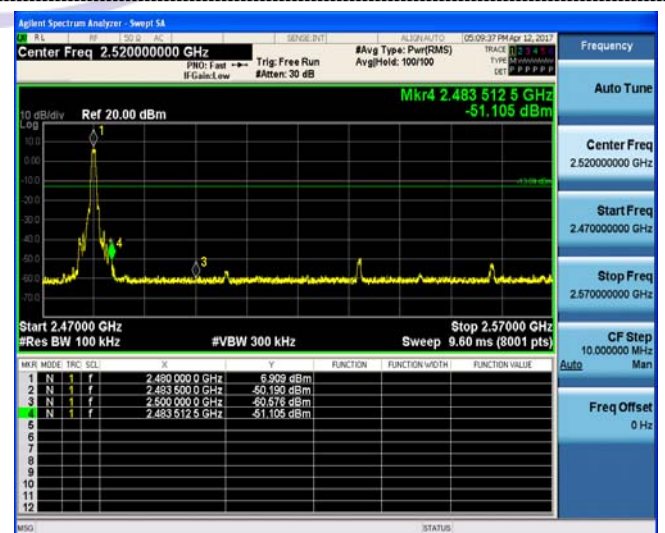 Agilent Spectrum Analyzer - Swept SA
RL RF 50 Ω AC SENSE:INT ALIGN AUTO 05:09:37 PM Apr 12, 2017
Center Freq 2.520000000 GHz
PNO: Fast Trig: Free Run
IFGain:Low #Atten: 30 dB
#Avg Type: Pwr(RMS)
Avg|Hold: 100/100
TRACE 1 2 3 4 5 6
TYPE M
DET P P P P P P
Frequency
Mkr4 2.483 512 5 GHz
-51.105 dBm
10 dB/div Ref 20.00 dBm
Log
10.0
0.00
-10.0
-20.0
-30.0
-40.0
-50.0
-60.0
-70.0
1
4
3
Start 2.47000 GHz Stop 2.57000 GHz
#Res BW 100 kHz #VBW 300 kHz Sweep 9.60 ms (8001 pts)
MKR MODE TRC SCL X Y FUNCTION FUNCTION WIDTH FUNCTION VALUE
1 N 1 f 2.480 000 0 GHz 6.909 dBm
2 N 1 f 2.483 500 0 GHz -50.190 dBm
3 N 1 f 2.500 000 0 GHz -60.576 dBm
4 N 1 f 2.483 512 5 GHz -51.105 dBm
5
6
7
8
9
10
11
12
MSG STATUS
Auto Tune
Center Freq
2.520000000 GHz
Start Freq
2.470000000 GHz
Stop Freq
2.570000000 GHz
CF Step
10.000000 MHz
Auto Man
Freq Offset
0 Hz